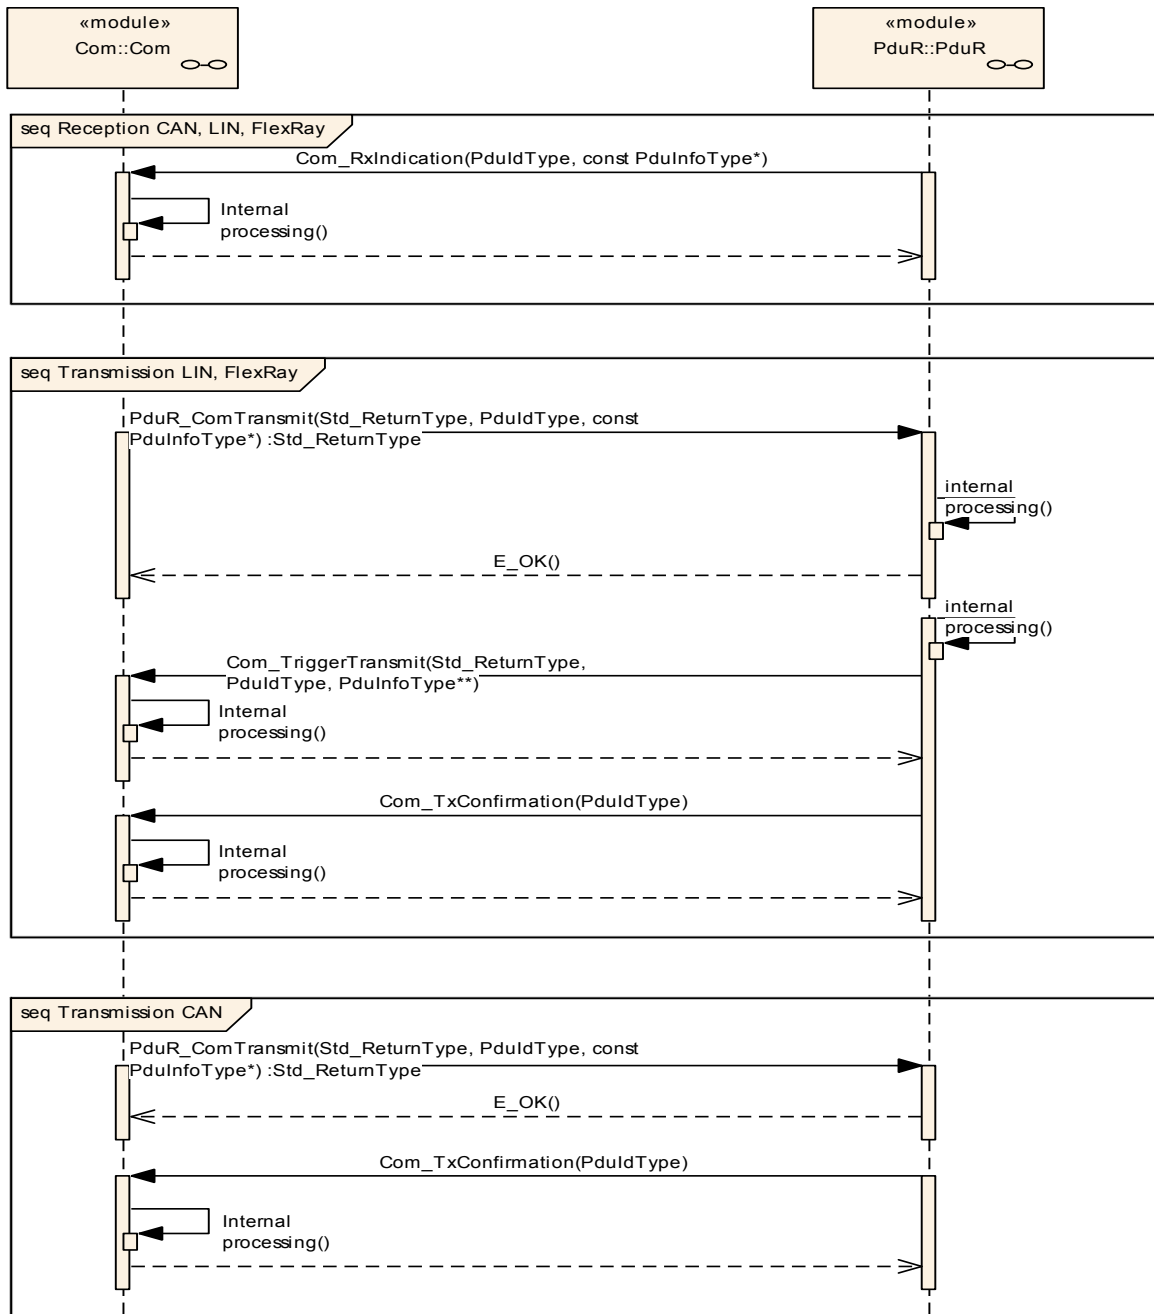 «module»
Com::Com
«module»
PduR::PduR
seq Reception CAN, LIN, FlexRay
Com_RxIndication(PduIdType, const PduInfoType*)
Internal
processing()
seq Transmission LIN, FlexRay
PduR_ComTransmit(Std_ReturnType, PduIdType, const
PduInfoType*) :Std_ReturnType
internal
processing()
E_OK()
internal
processing()
Com_TriggerTransmit(Std_ReturnType,
PduIdType, PduInfoType**)
Internal
processing()
Com_TxConfirmation(PduIdType)
Internal
processing()
seq Transmission CAN
PduR_ComTransmit(Std_ReturnType, PduIdType, const
PduInfoType*) :Std_ReturnType
E_OK()
Com_TxConfirmation(PduIdType)
Internal
processing()